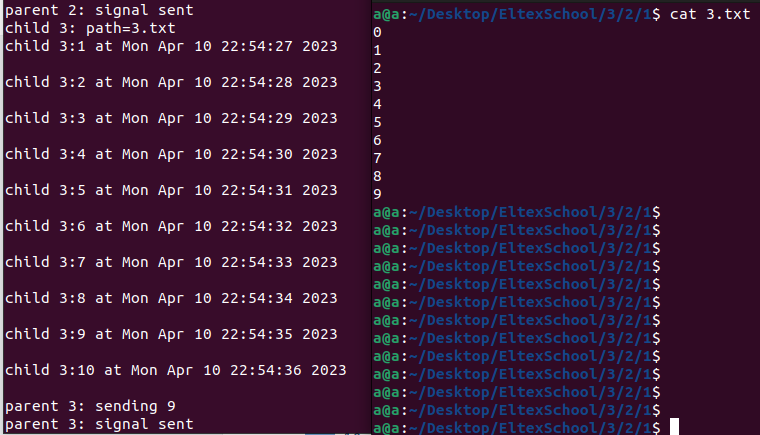 parent 2: signal sent
child 3: path=3.txt
child 3:1 at Mon Apr 10 22:54:27 2023
child 3:2 at Mon Apr 10 22:54:28 2023
child 3:3 at Mon Apr 10 22:54:29 2023
child 3:4 at Mon Apr 10 22:54:30 2023
child 3:5 at Mon Apr 10 22:54:31 2023
child 3:6 at Mon Apr 10 22:54:32 2023
child 3:7 at Mon Apr 10 22:54:33 2023
child 3:8 at Mon Apr 10 22:54:34 2023
child 3:9 at Mon Apr 10 22:54:35 2023
child 3:10 at Mon Apr 10 22:54:36 2023
parent 3: sending 9
parent 3: signal sent
a@a:~/Desktop/EltexSchool/3/2/1$ cat 3.txt
0
1
2
3
4
5
6
7
8
9
a@a:~/Desktop/EltexSchool/3/2/1$
a@a:~/Desktop/EltexSchool/3/2/1$
a@a:~/Desktop/EltexSchool/3/2/1$
a@a:~/Desktop/EltexSchool/3/2/1$
a@a:~/Desktop/EltexSchool/3/2/1$
a@a:~/Desktop/EltexSchool/3/2/1$
a@a:~/Desktop/EltexSchool/3/2/1$
a@a:~/Desktop/EltexSchool/3/2/1$
a@a:~/Desktop/EltexSchool/3/2/1$
a@a:~/Desktop/EltexSchool/3/2/1$
a@a:~/Desktop/EltexSchool/3/2/1$
a@a:~/Desktop/EltexSchool/3/2/1$
a@a:~/Desktop/EltexSchool/3/2/1$